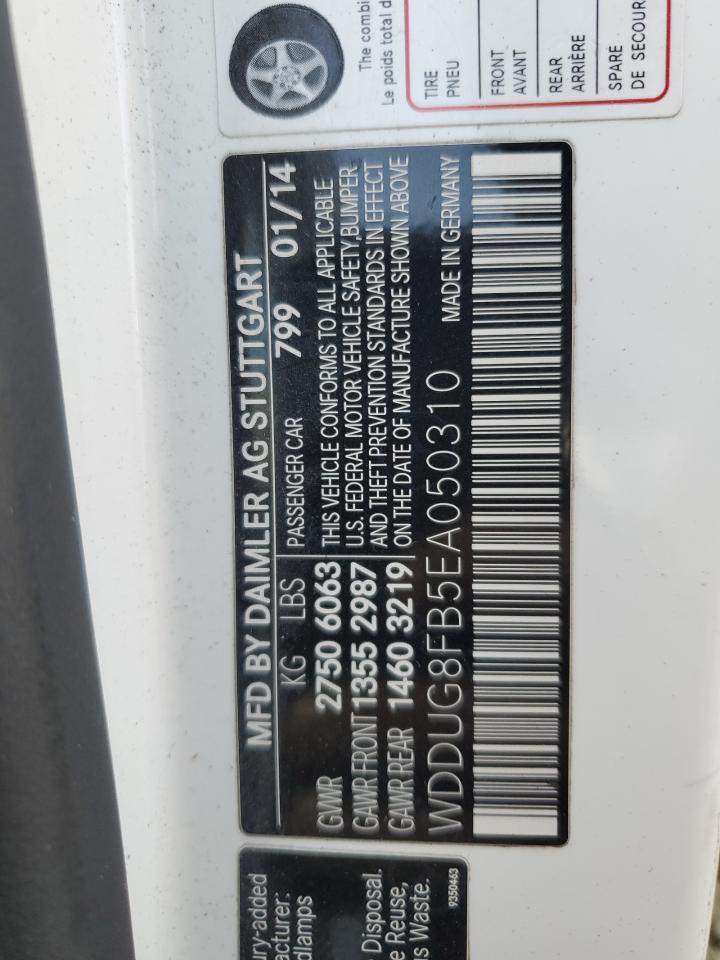 MFD BY DAIMLER AG STUTTGART
KG LBS PASSENGER CAR 799 01/14
GVWR 2750 6063
GAWR FRONT 1355 2987
GAWR REAR 1460 3219
THIS VEHICLE CONFORMS TO ALL APPLICABLE
U.S. FEDERAL MOTOR VEHICLE SAFETY,BUMPER
AND THEFT PREVENTION STANDARDS IN EFFECT
ON THE DATE OF MANUFACTURE SHOWN ABOVE
WDDUG8FB5EA050310 MADE IN GERMANY
The combi
Le poids total d
TIRE
PNEU
FRONT
AVANT
REAR
ARRIÈRE
SPARE
DE SECOUR
ury-added
acturer:
dlamps
Disposal.
e Reuse,
us Waste.
9350463